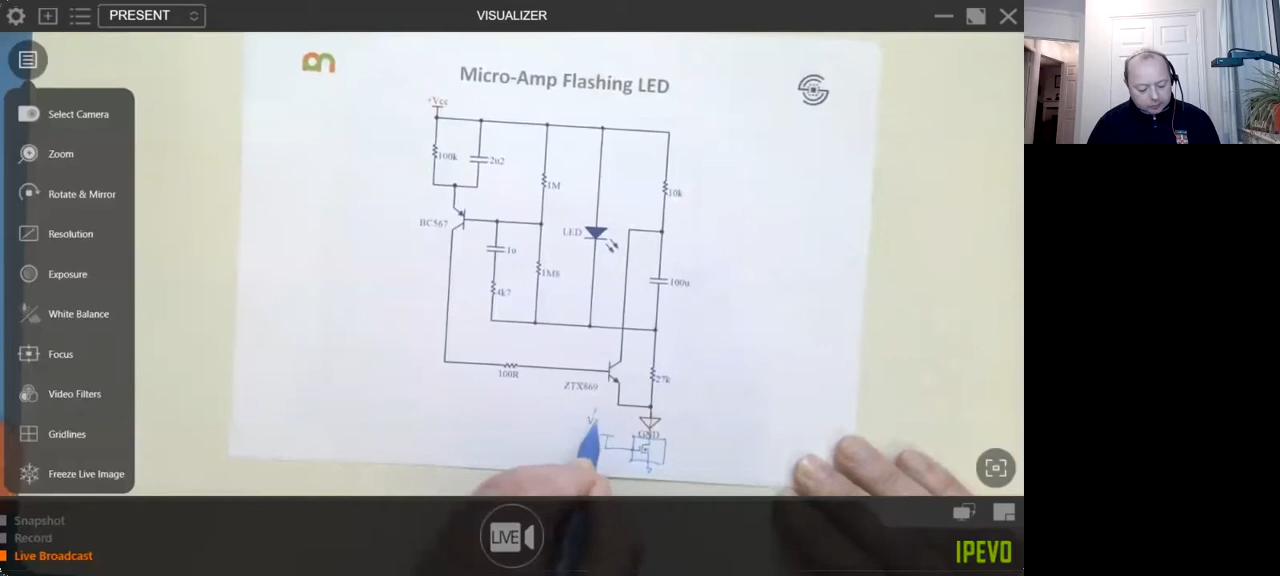 PRESENT
VISUALIZER
Select Camera
Zoom
Rotate & Mirror
Resolution
Exposure
White Balance
Focus
Video Filters
Gridlines
Freeze Live Image
Snapshot
Record
Live Broadcast
LIVE
IPEVO
Micro-Amp Flashing LED
+Vcc
100k
2u2
1M
10k
BC567
LED
1u
1M8
100u
4k7
100R
ZTX869
27k
GND